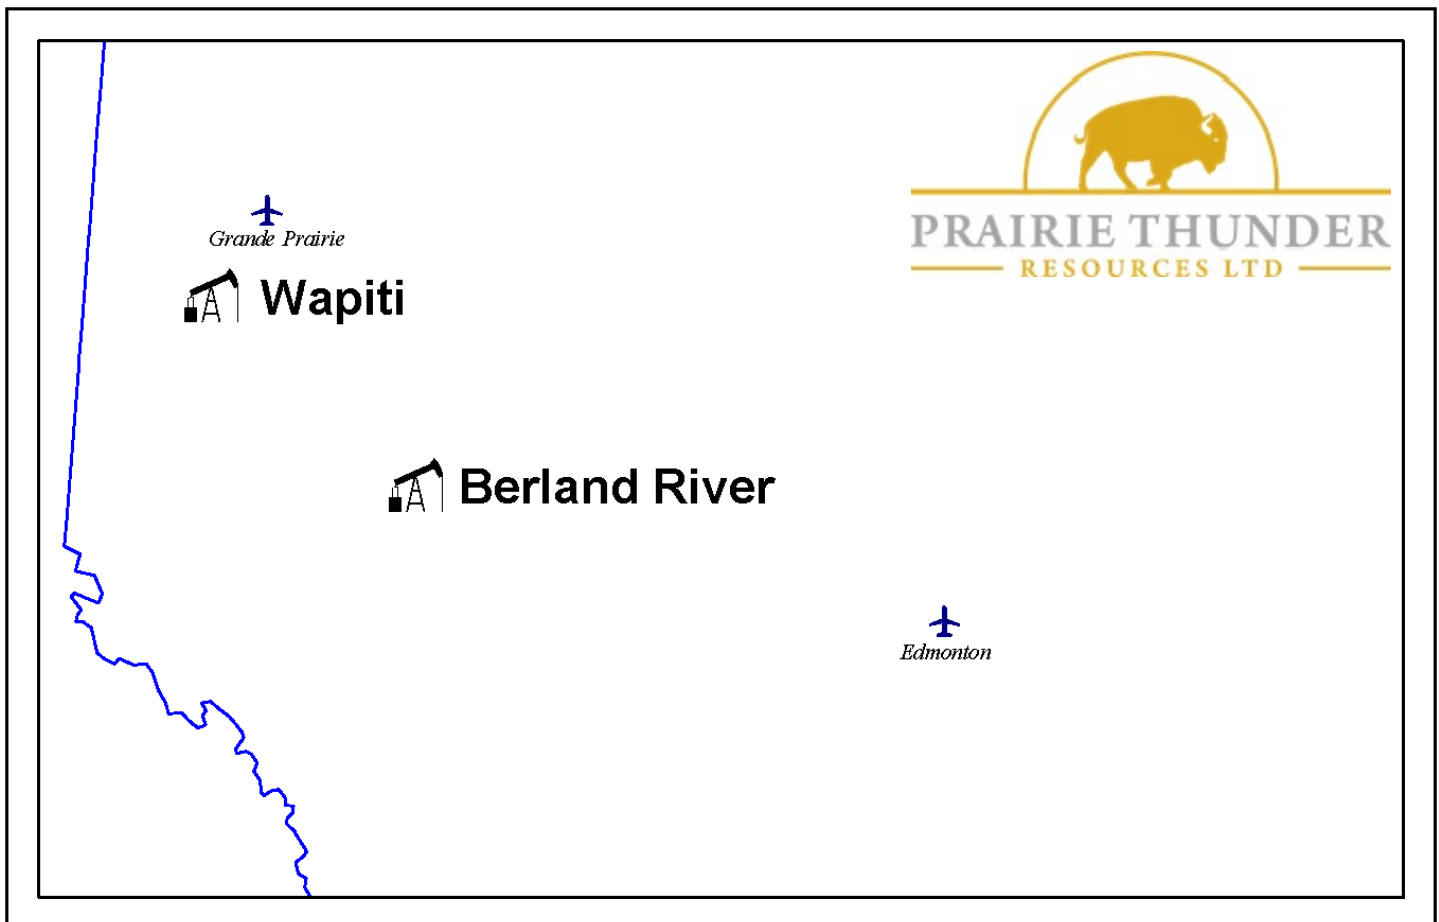 PRAIRIE THUNDER
RESOURCES LTD
Grande Prairie
Wapiti
Berland River
Edmonton